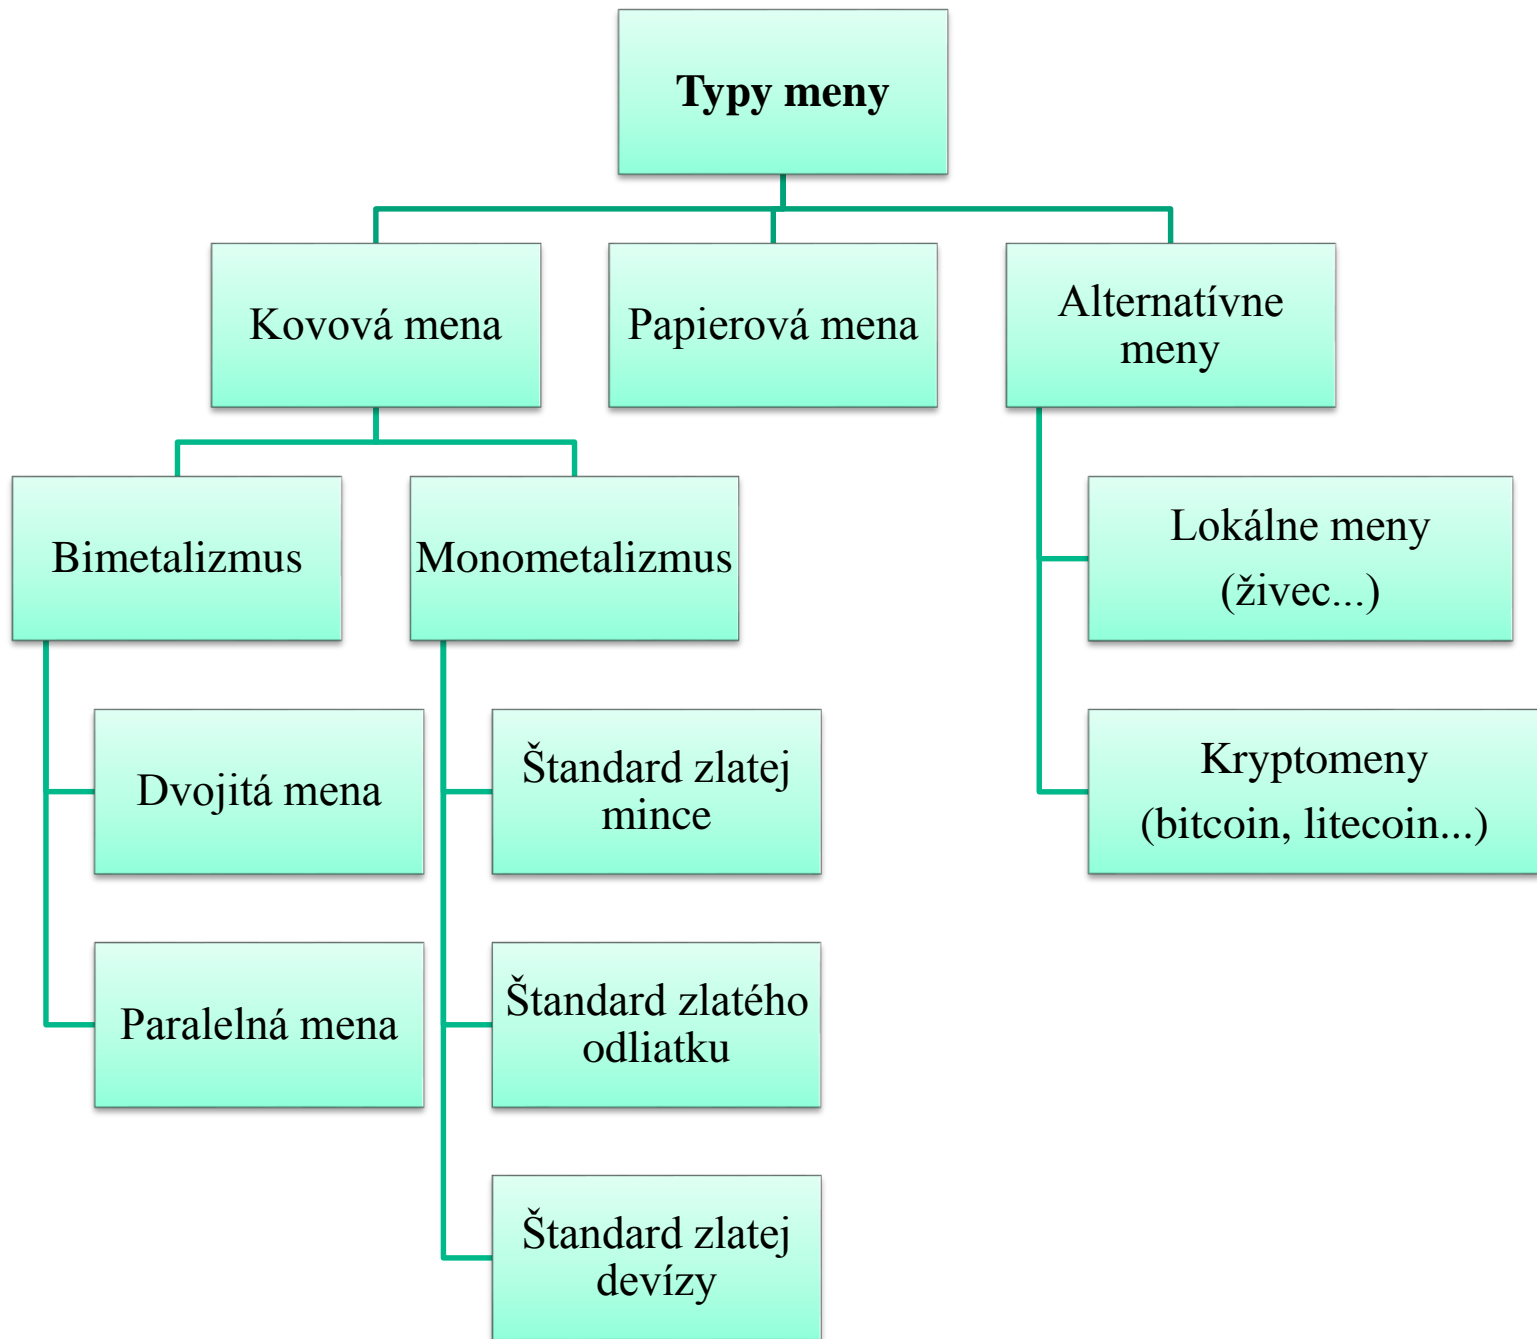 Typy meny
Kovová mena
Papierová mena
Alternatívne
meny
Bimetalizmus
Monometalizmus
Lokálne meny
(živec...)
Dvojitá mena
Štandard zlatej
mince
Kryptomeny
(bitcoin, litecoin...)
Paralelná mena
Štandard zlatého
odliatku
Štandard zlatej
devízy